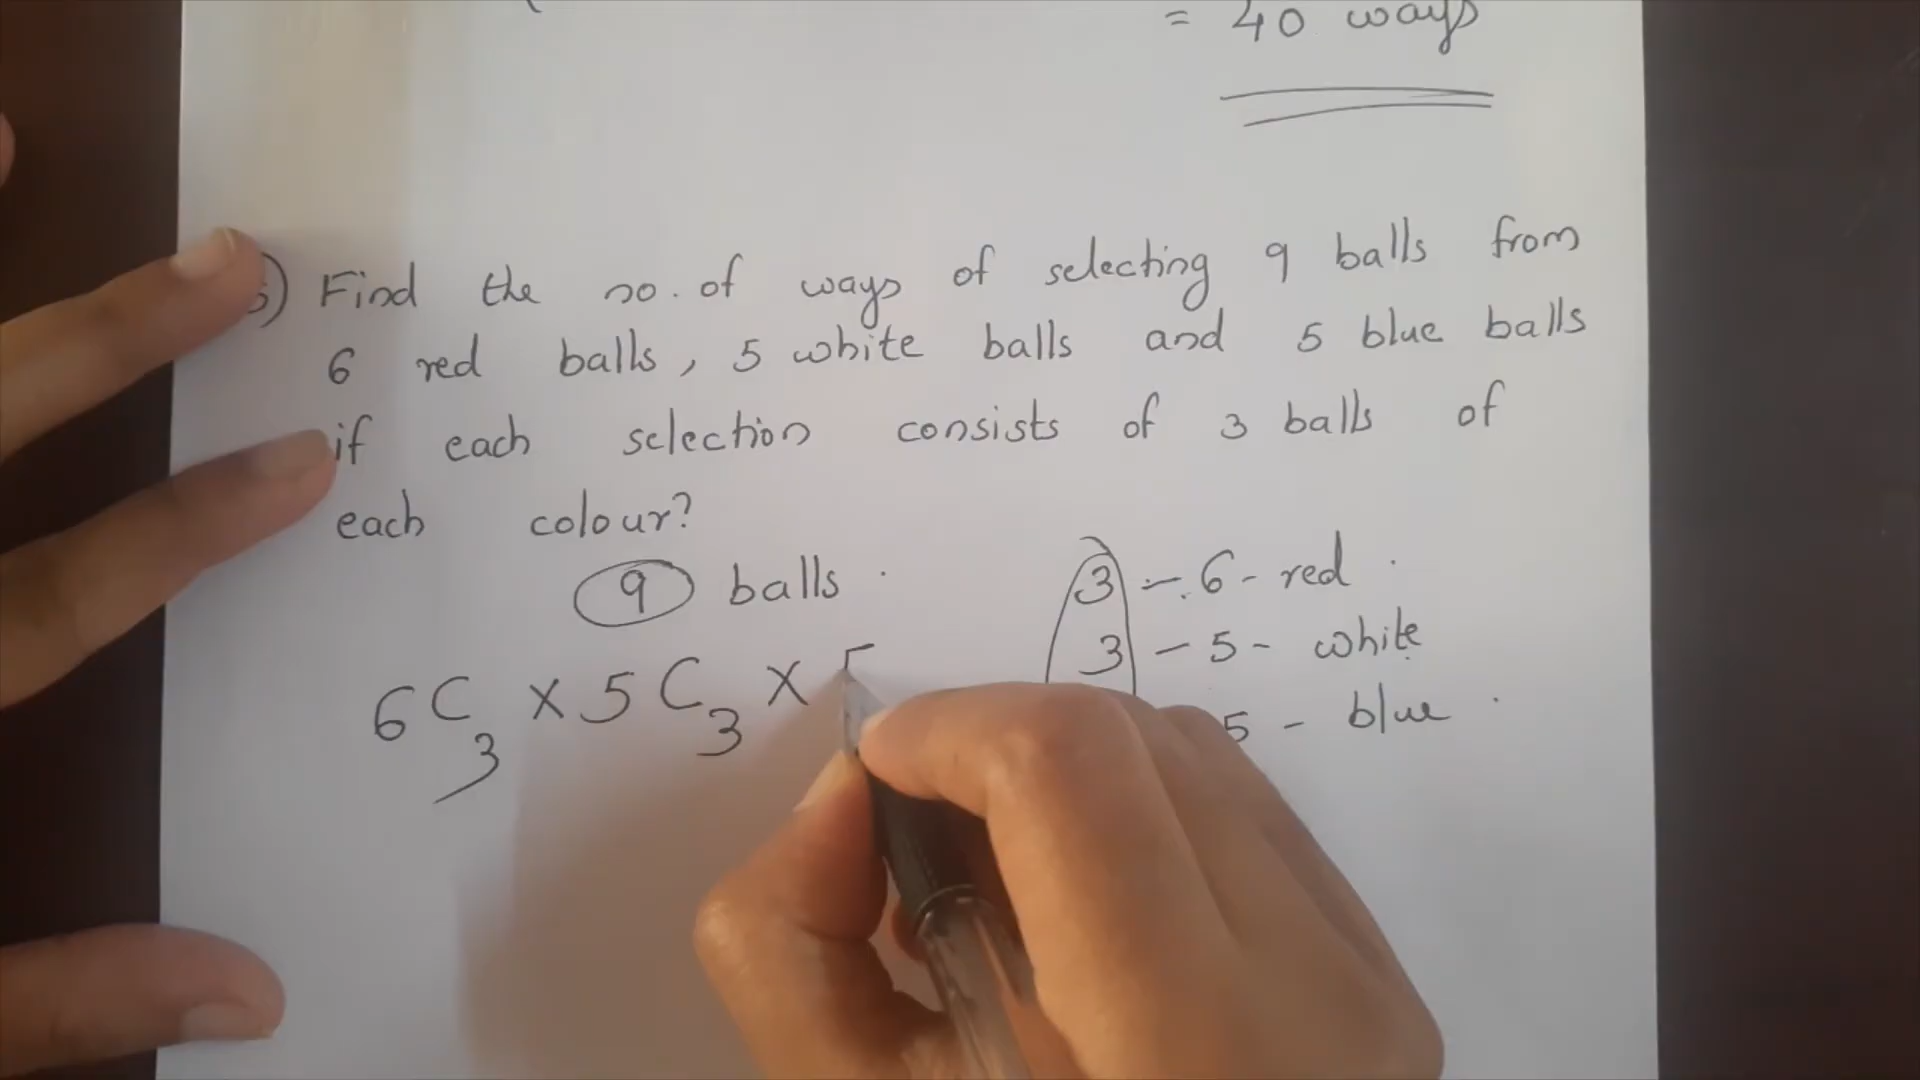 = 40 ways
) Find the no. of ways of selecting 9 balls from
6 red balls, 5 white balls and 5 blue balls
if each selection consists of 3 balls of
each colour?
9 balls
3 - 6 - red
3 - 5 - white
5 - blue
6C3 x 5C3 x 5